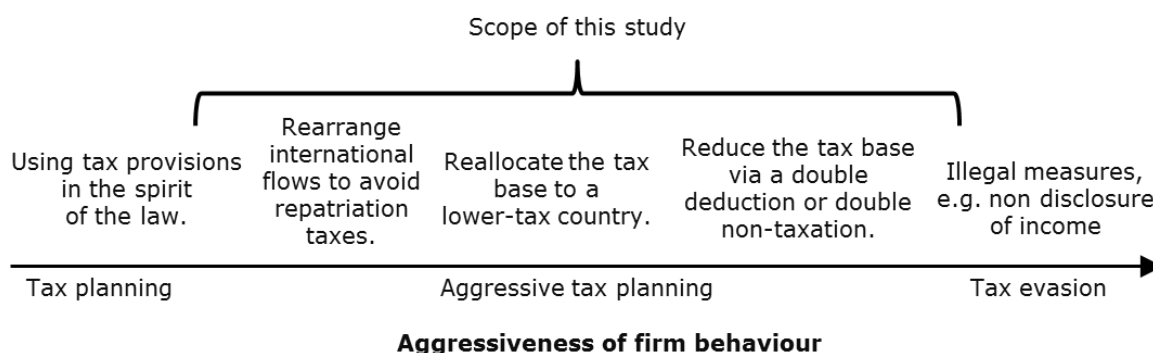 Scope of this study
Using tax provisions
in the spirit
of the law.
Rearrange
international
flows to avoid
repatriation
taxes.
Reallocate the tax
base to a
lower-tax country.
Reduce the tax base
via a double
deduction or double
non-taxation.
Illegal measures,
e.g. non disclosure
of income
Tax planning
Aggressive tax planning
Tax evasion
Aggressiveness of firm behaviour